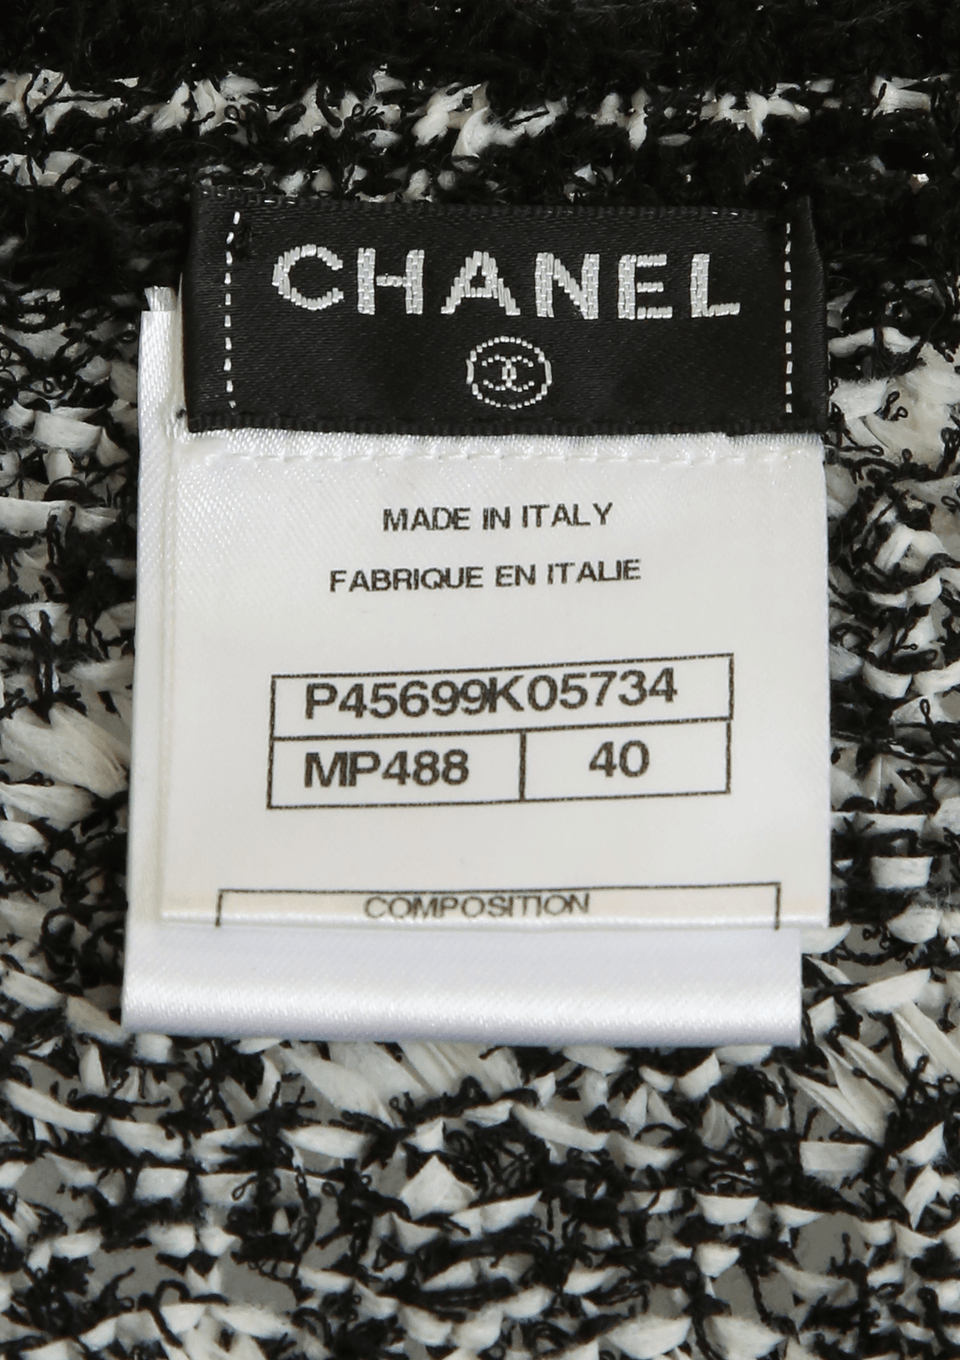 CHANEL
MADE IN ITALY
FABRIQUE EN ITALIE
P45699K05734
MP488 40
COMPOSITION